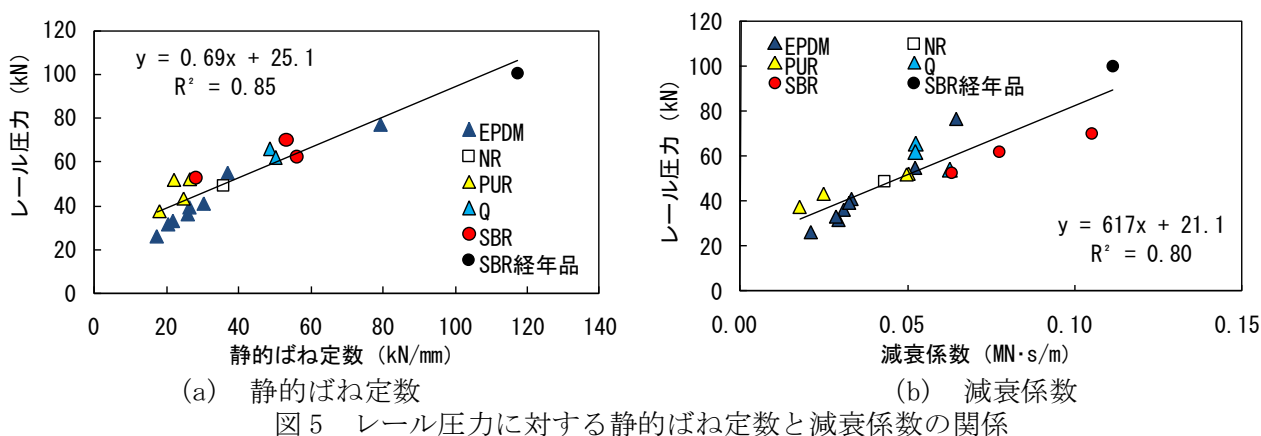 120
100
80
60
40
20
0
レール圧力 (kN)
y = 0.69x + 25.1
R² = 0.85
EPDM
NR
PUR
Q
SBR
SBR経年品
0 20 40 60 80 100 120 140
静的ばね定数 (kN/mm)
(a) 静的ばね定数
120
100
80
60
40
20
0
レール圧力 (kN)
EPDM NR
PUR Q
SBR SBR経年品
y = 617x + 21.1
R² = 0.80
0.00 0.05 0.10 0.15
減衰係数 (MN·s/m)
(b) 減衰係数
図5 レール圧力に対する静的ばね定数と減衰係数の関係